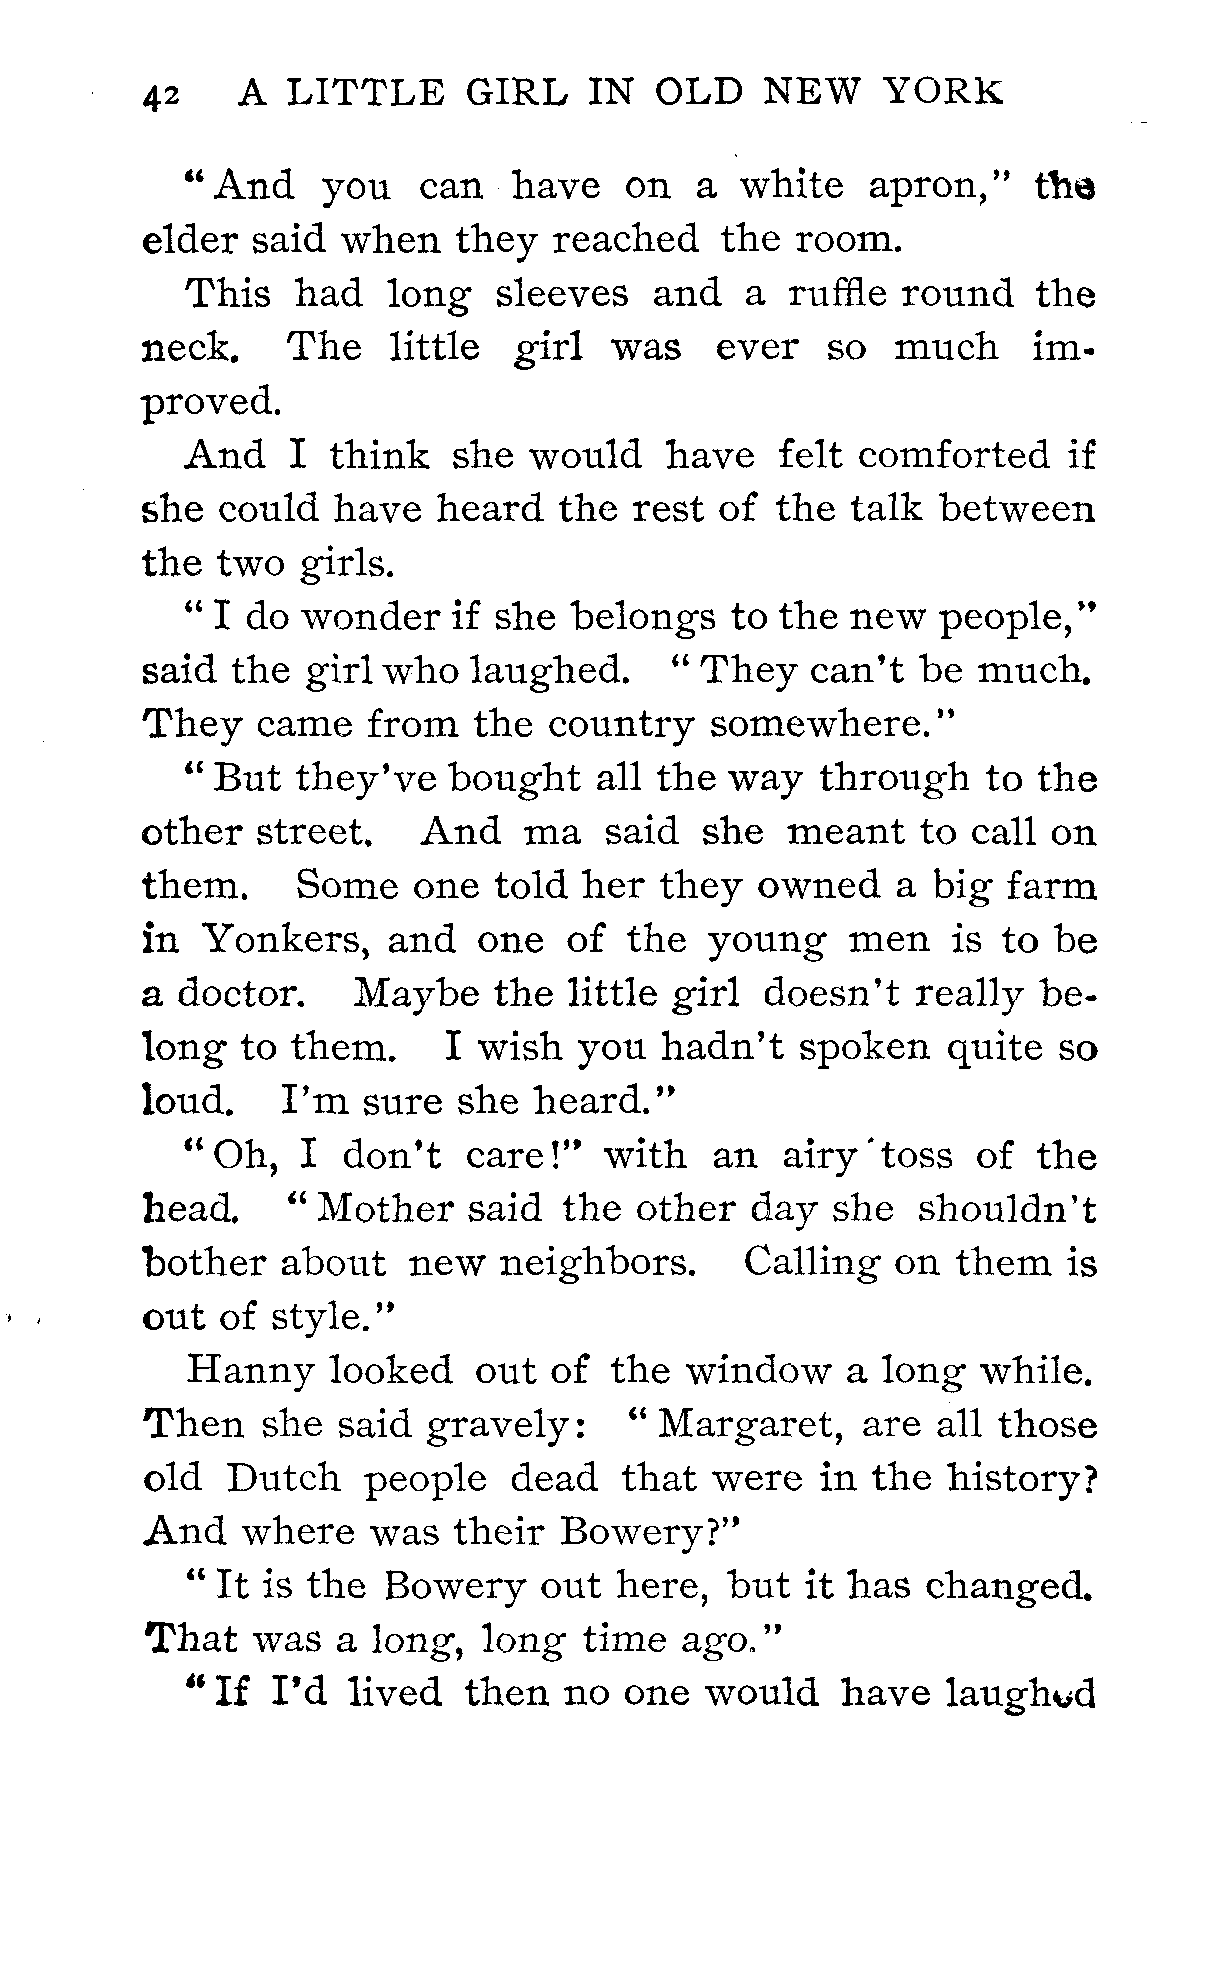 42 A LITTLE GIRL IN OLD NEW YORK
“And you can have on a white apron,” the
elder said when they reached the room.
This had long sleeves and a ruffle round the
neck. The little girl was ever so much im-
proved.
And I think she would have felt comforted if
she could have heard the rest of the talk between
the two girls.
“I do wonder if she belongs to the new people,”
said the girl who laughed. “They can’t be much.
They came from the country somewhere.”
“But they’ve bought all the way through to the
other street. And ma said she meant to call on
them. Some one told her they owned a big farm
in Yonkers, and one of the young men is to be
a doctor. Maybe the little girl doesn’t really be-
long to them. I wish you hadn’t spoken quite so
loud. I’m sure she heard.”
“Oh, I don’t care!” with an airy toss of the
head. “Mother said the other day she shouldn’t
bother about new neighbors. Calling on them is
out of style.”
Hanny looked out of the window a long while.
Then she said gravely: “Margaret, are all those
old Dutch people dead that were in the history?
And where was their Bowery?”
“It is the Bowery out here, but it has changed.
That was a long, long time ago.”
“If I’d lived then no one would have laughed